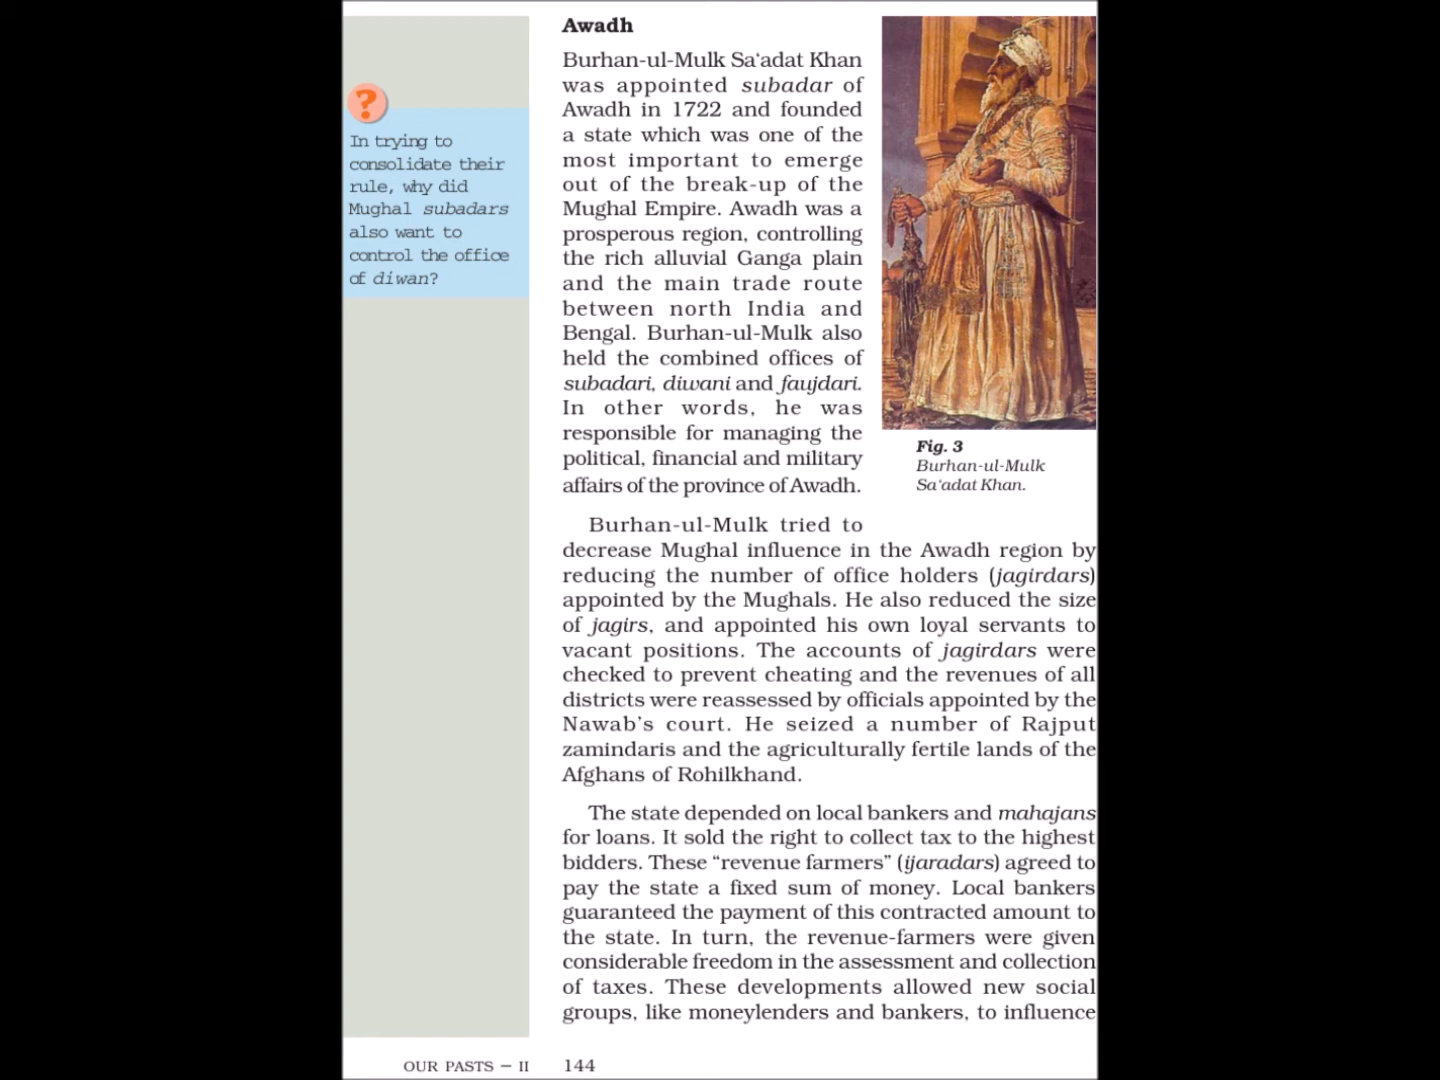 ?
In trying to
consolidate their
rule, why did
Mughal subadars
also want to
control the office
of diwan?
Awadh
Burhan-ul-Mulk Sa‘adat Khan
was appointed subadar of
Awadh in 1722 and founded
a state which was one of the
most important to emerge
out of the break-up of the
Mughal Empire. Awadh was a
prosperous region, controlling
the rich alluvial Ganga plain
and the main trade route
between north India and
Bengal. Burhan-ul-Mulk also
held the combined offices of
subadari, diwani and faujdari.
In other words, he was
responsible for managing the
political, financial and military
affairs of the province of Awadh.
Fig. 3
Burhan-ul-Mulk
Sa‘adat Khan.
Burhan-ul-Mulk tried to
decrease Mughal influence in the Awadh region by
reducing the number of office holders (jagirdars)
appointed by the Mughals. He also reduced the size
of jagirs, and appointed his own loyal servants to
vacant positions. The accounts of jagirdars were
checked to prevent cheating and the revenues of all
districts were reassessed by officials appointed by the
Nawab’s court. He seized a number of Rajput
zamindaris and the agriculturally fertile lands of the
Afghans of Rohilkhand.
The state depended on local bankers and mahajans
for loans. It sold the right to collect tax to the highest
bidders. These “revenue farmers” (ijaradars) agreed to
pay the state a fixed sum of money. Local bankers
guaranteed the payment of this contracted amount to
the state. In turn, the revenue-farmers were given
considerable freedom in the assessment and collection
of taxes. These developments allowed new social
groups, like moneylenders and bankers, to influence
OUR PASTS – II 144